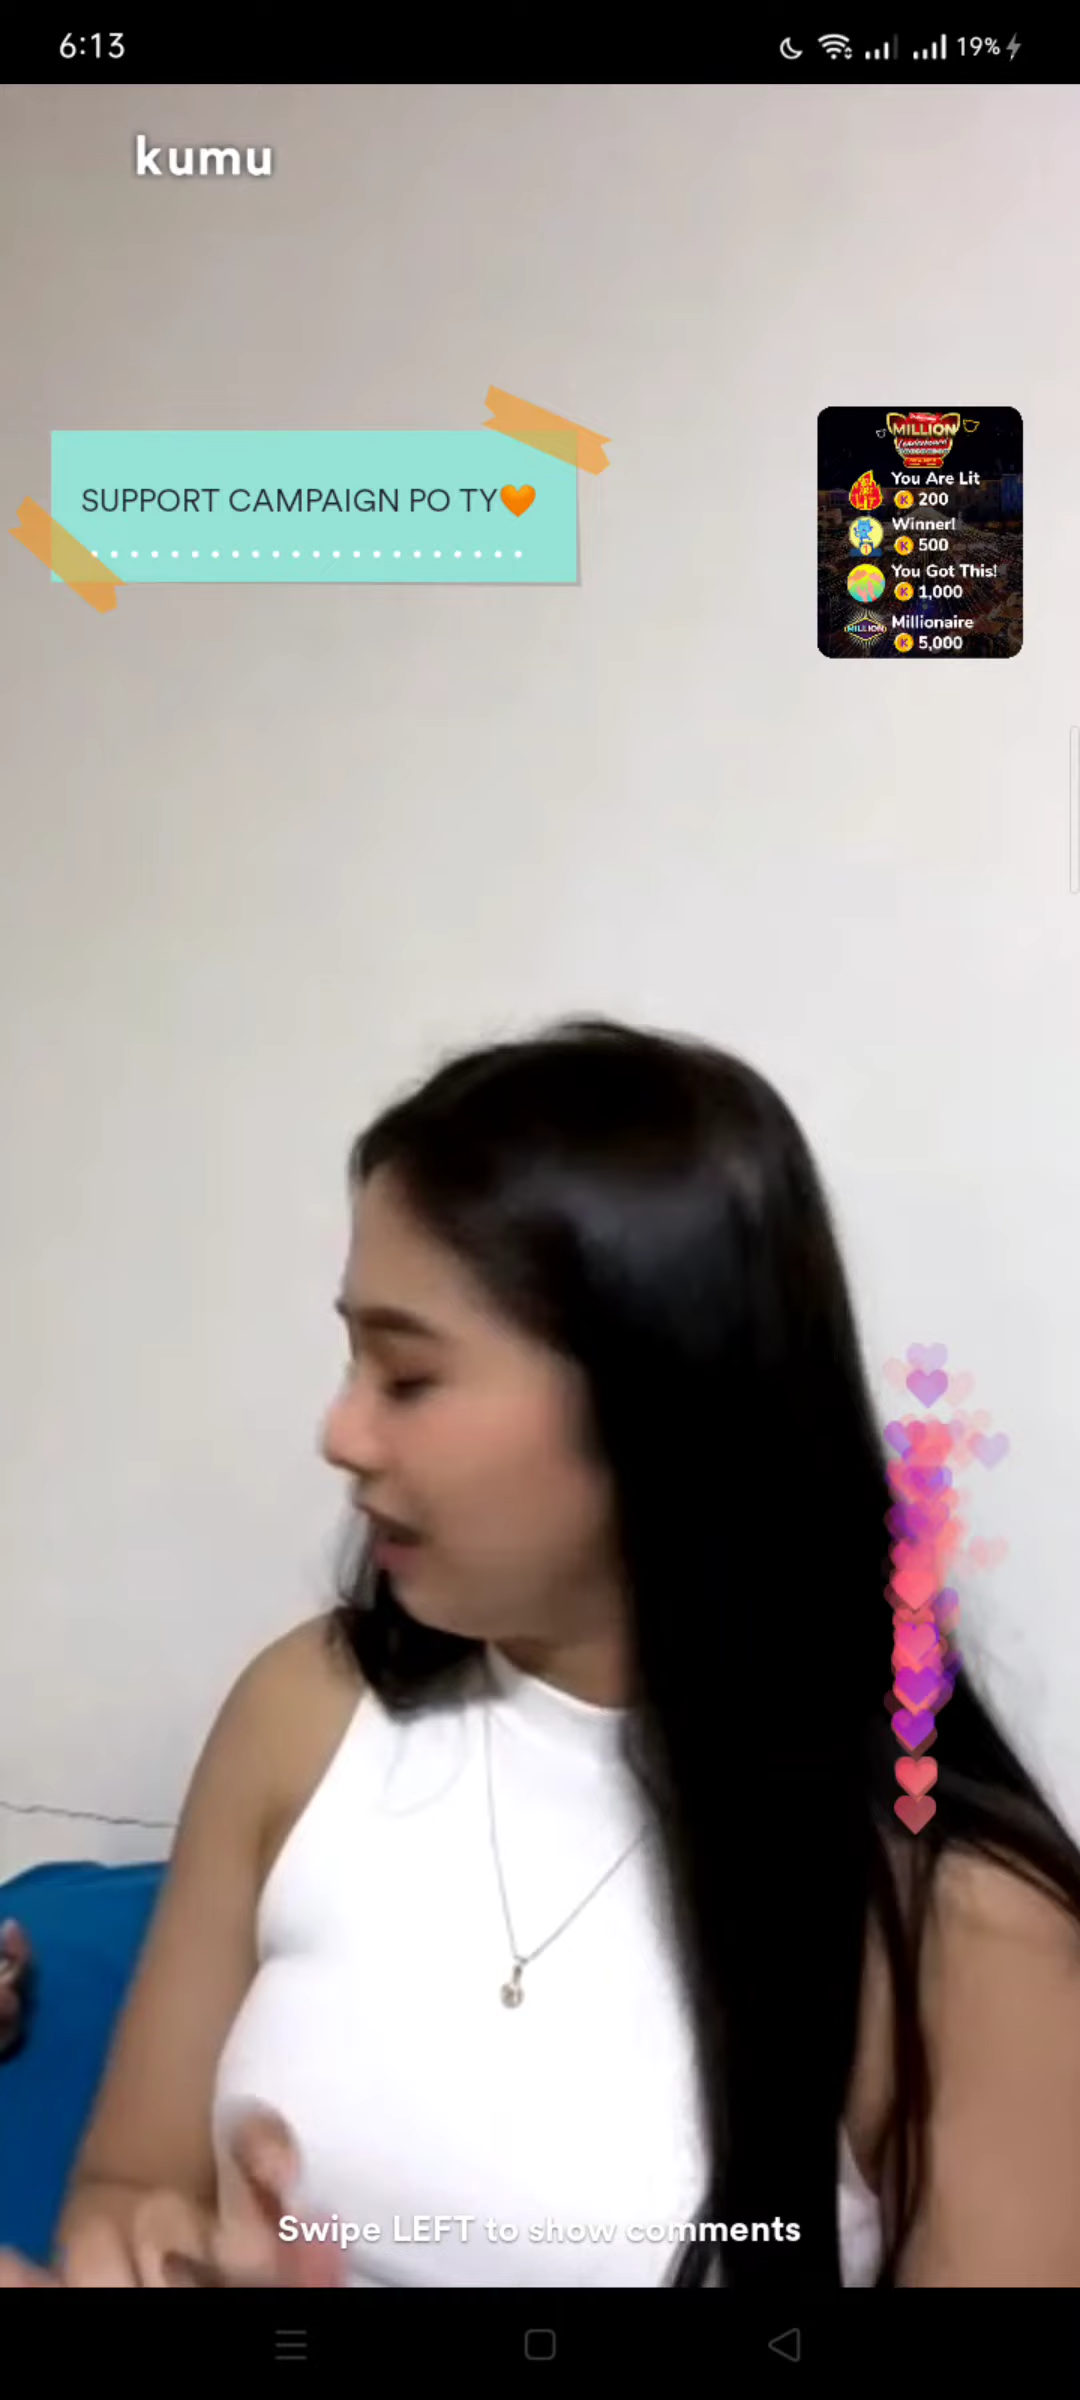 6:13
19%
kumu
SUPPORT CAMPAIGN PO TY🧡
MILLION
You Are Lit
K 200
Winner!
K 500
You Got This!
K 1,000
MILLION
Millionaire
K 5,000
Swipe LEFT to show comments